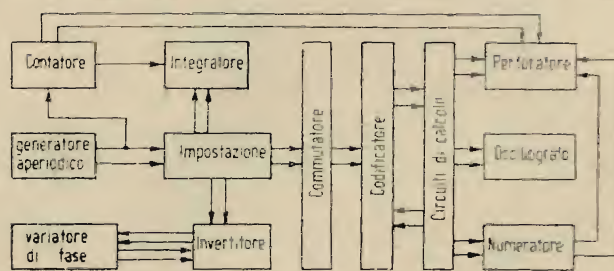 Contatore
Integratore
Perforatore
generatore
aperiodico
Impostazione
Commutatore
Codificatore
Circuiti di calcolo
Oscillografo
variatore
di fase
Invertitore
Numeratore